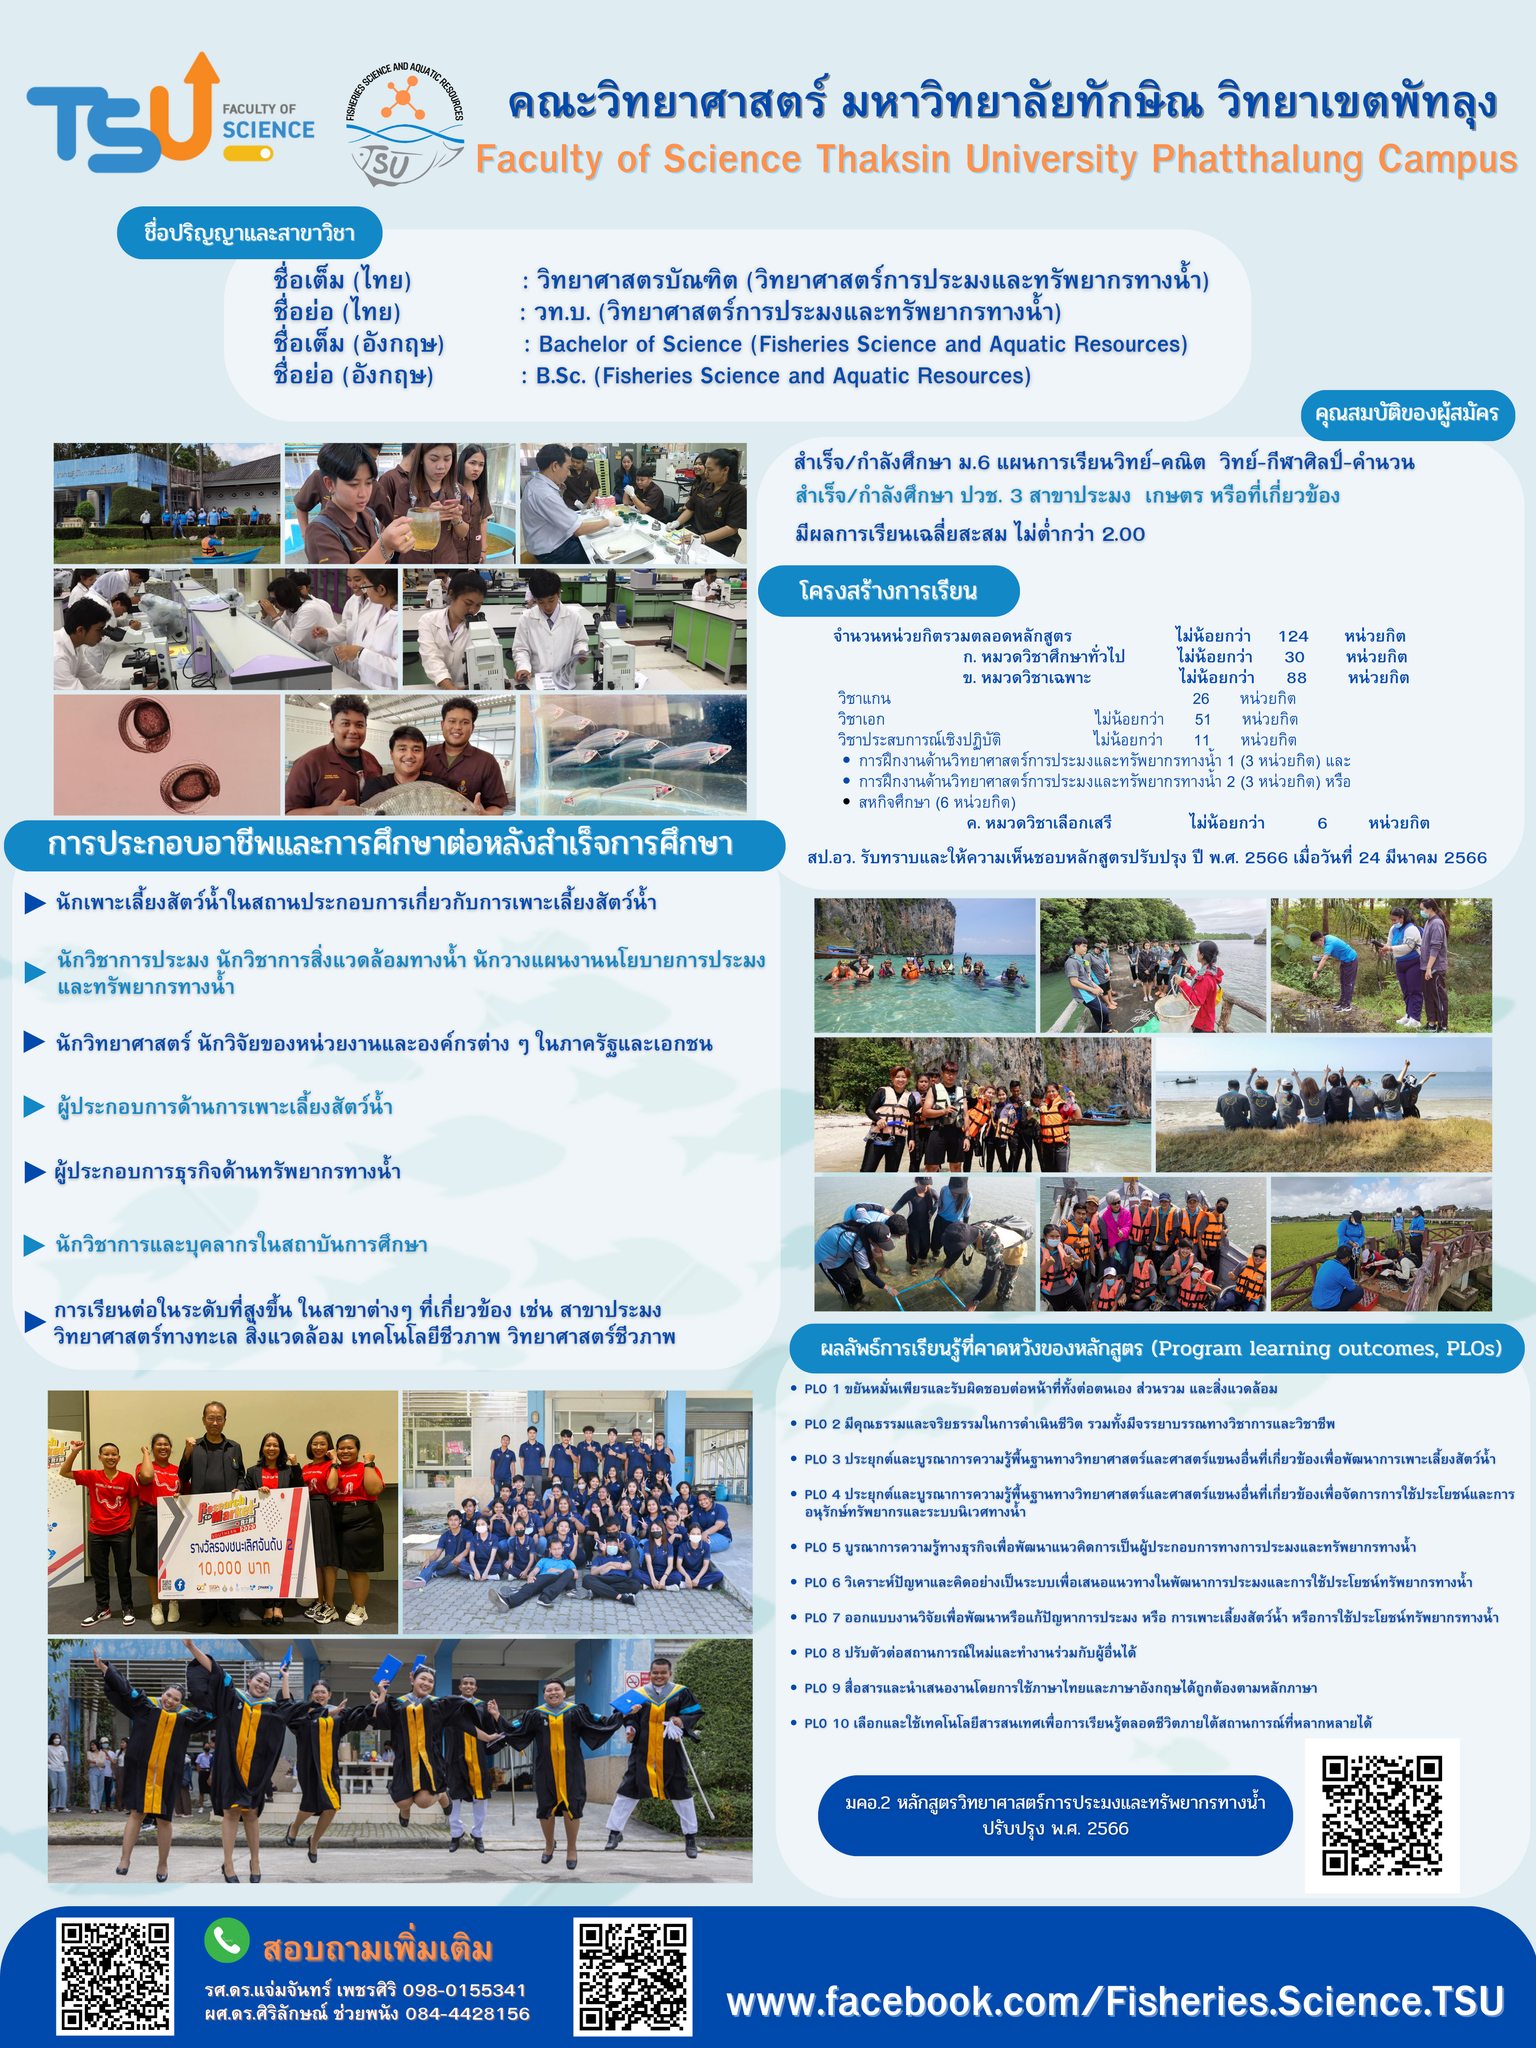 TSU
FACULTY OF
SCIENCE
FISHERIES SCIENCE AND AQUATIC RESOURCES
TSU
คณะวิทยาศาสตร์ มหาวิทยาลัยทักษิณ วิทยาเขตพัทลุง
Faculty of Science Thaksin University Phatthalung Campus
ชื่อปริญญาและสาขาวิชา
ชื่อเต็ม (ไทย) : วิทยาศาสตรบัณฑิต (วิทยาศาสตร์การประมงและทรัพยากรทางน้ำ)
ชื่อย่อ (ไทย) : วท.บ. (วิทยาศาสตร์การประมงและทรัพยากรทางน้ำ)
ชื่อเต็ม (อังกฤษ) : Bachelor of Science (Fisheries Science and Aquatic Resources)
ชื่อย่อ (อังกฤษ) : B.Sc. (Fisheries Science and Aquatic Resources)
คุณสมบัติของผู้สมัคร
สำเร็จ/กำลังศึกษา ม.6 แผนการเรียนวิทย์-คณิต วิทย์-กีฬาศิลป์-คำนวน
สำเร็จ/กำลังศึกษา ปวช. 3 สาขาประมง เกษตร หรือที่เกี่ยวข้อง
มีผลการเรียนเฉลี่ยสะสม ไม่ต่ำกว่า 2.00
โครงสร้างการเรียน
จำนวนหน่วยกิตรวมตลอดหลักสูตร ไม่น้อยกว่า 124 หน่วยกิต
ก. หมวดวิชาศึกษาทั่วไป ไม่น้อยกว่า 30 หน่วยกิต
ข. หมวดวิชาเฉพาะ ไม่น้อยกว่า 88 หน่วยกิต
วิชาแกน 26 หน่วยกิต
วิชาเอก ไม่น้อยกว่า 51 หน่วยกิต
วิชาประสบการณ์เชิงปฏิบัติ ไม่น้อยกว่า 11 หน่วยกิต
• การฝึกงานด้านวิทยาศาสตร์การประมงและทรัพยากรทางน้ำ 1 (3 หน่วยกิต) และ
• การฝึกงานด้านวิทยาศาสตร์การประมงและทรัพยากรทางน้ำ 2 (3 หน่วยกิต) หรือ
• สหกิจศึกษา (6 หน่วยกิต)
ค. หมวดวิชาเลือกเสรี ไม่น้อยกว่า 6 หน่วยกิต
สป.อว. รับทราบและให้ความเห็นชอบหลักสูตรปรับปรุง ปี พ.ศ. 2566 เมื่อวันที่ 24 มีนาคม 2566
การประกอบอาชีพและการศึกษาต่อหลังสำเร็จการศึกษา
นักเพาะเลี้ยงสัตว์น้ำในสถานประกอบการเกี่ยวกับการเพาะเลี้ยงสัตว์น้ำ
นักวิชาการประมง นักวิชาการสิ่งแวดล้อมทางน้ำ นักวางแผนงานนโยบายการประมง
และทรัพยากรทางน้ำ
นักวิทยาศาสตร์ นักวิจัยของหน่วยงานและองค์กรต่าง ๆ ในภาครัฐและเอกชน
ผู้ประกอบการด้านการเพาะเลี้ยงสัตว์น้ำ
ผู้ประกอบการธุรกิจด้านทรัพยากรทางน้ำ
นักวิชาการและบุคลากรในสถาบันการศึกษา
การเรียนต่อในระดับที่สูงขึ้น ในสาขาต่างๆ ที่เกี่ยวข้อง เช่น สาขาประมง
วิทยาศาสตร์ทางทะเล สิ่งแวดล้อม เทคโนโลยีชีวภาพ วิทยาศาสตร์ชีวภาพ
Research
to Market
SOUTHERN 2020
รางวัลรองชนะเลิศอันดับ 2
10,000 บาท
ผลลัพธ์การเรียนรู้ที่คาดหวังของหลักสูตร (Program learning outcomes, PLOs)
• PLO 1 ขยันหมั่นเพียรและรับผิดชอบต่อหน้าที่ทั้งต่อตนเอง ส่วนรวม และสิ่งแวดล้อม
• PLO 2 มีคุณธรรมและจริยธรรมในการดำเนินชีวิต รวมทั้งมีจรรยาบรรณทางวิชาการและวิชาชีพ
• PLO 3 ประยุกต์และบูรณาการความรู้พื้นฐานทางวิทยาศาสตร์และศาสตร์แขนงอื่นที่เกี่ยวข้องเพื่อพัฒนาการเพาะเลี้ยงสัตว์น้ำ
• PLO 4 ประยุกต์และบูรณาการความรู้พื้นฐานทางวิทยาศาสตร์และศาสตร์แขนงอื่นที่เกี่ยวข้องเพื่อจัดการการใช้ประโยชน์และการ
อนุรักษ์ทรัพยากรและระบบนิเวศทางน้ำ
• PLO 5 บูรณาการความรู้ทางธุรกิจเพื่อพัฒนาแนวคิดการเป็นผู้ประกอบการทางการประมงและทรัพยากรทางน้ำ
• PLO 6 วิเคราะห์ปัญหาและคิดอย่างเป็นระบบเพื่อเสนอแนวทางในพัฒนาการประมงและการใช้ประโยชน์ทรัพยากรทางน้ำ
• PLO 7 ออกแบบงานวิจัยเพื่อพัฒนาหรือแก้ปัญหาการประมง หรือ การเพาะเลี้ยงสัตว์น้ำ หรือการใช้ประโยชน์ทรัพยากรทางน้ำ
• PLO 8 ปรับตัวต่อสถานการณ์ใหม่และทำงานร่วมกับผู้อื่นได้
• PLO 9 สื่อสารและนำเสนองานโดยการใช้ภาษาไทยและภาษาอังกฤษได้ถูกต้องตามหลักภาษา
• PLO 10 เลือกและใช้เทคโนโลยีสารสนเทศเพื่อการเรียนรู้ตลอดชีวิตภายใต้สถานการณ์ที่หลากหลายได้
มคอ.2 หลักสูตรวิทยาศาสตร์การประมงและทรัพยากรทางน้ำ
ปรับปรุง พ.ศ. 2566
สอบถามเพิ่มเติม
รศ.ดร.แจ่มจันทร์ เพชรศิริ 098-0155341
ผศ.ดร.ศิริลักษณ์ ช่วยพนัง 084-4428156
www.facebook.com/Fisheries.Science.TSU